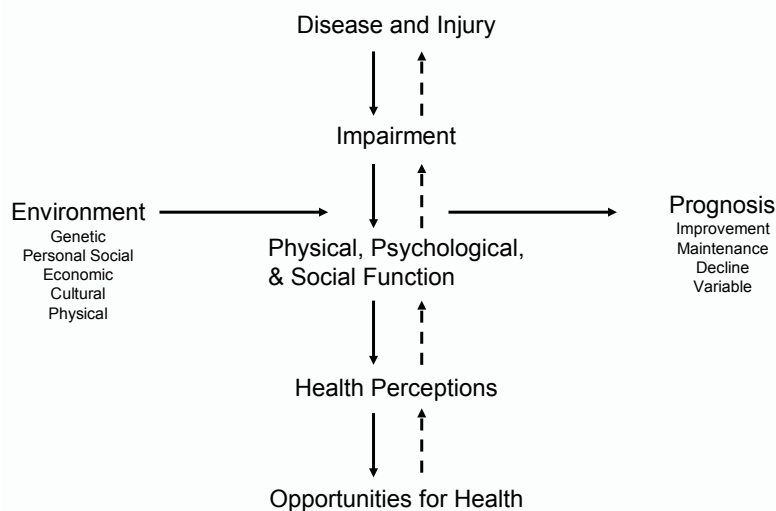 Disease and Injury
Impairment
Environment
Genetic
Personal Social
Economic
Cultural
Physical
Physical, Psychological,
& Social Function
Prognosis
Improvement
Maintenance
Decline
Variable
Health Perceptions
Opportunities for Health